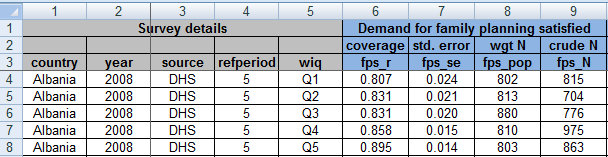 1 2 3 4 5 6 7 8 9
1 Survey details Demand for family planning satisfied
2 coverage std. error wgt N crude N
3 country year source refperiod wiq fps_r fps_se fps_pop fps_N
4 Albania 2008 DHS 5 Q1 0.807 0.024 802 815
5 Albania 2008 DHS 5 Q2 0.831 0.021 813 704
6 Albania 2008 DHS 5 Q3 0.831 0.020 880 776
7 Albania 2008 DHS 5 Q4 0.858 0.015 810 975
8 Albania 2008 DHS 5 Q5 0.895 0.014 803 863